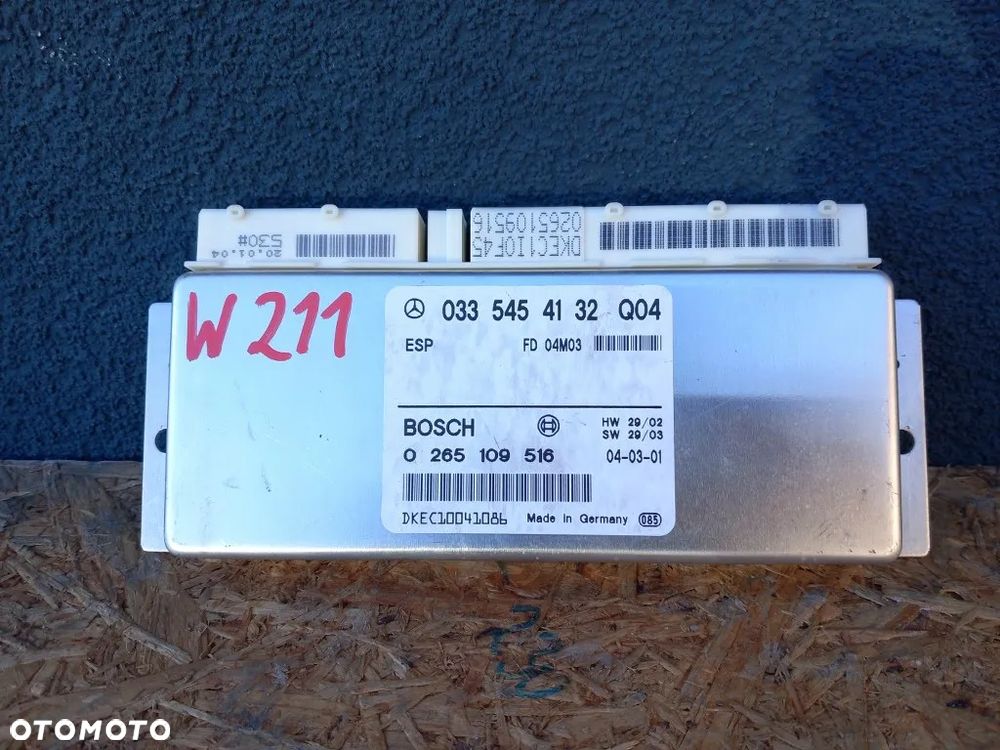 20.01.04
530#
DKEC1I0F45
0265109516
W 211
033 545 41 32 Q04
ESP FD 04M03
BOSCH HW 29/02
SW 29/03
0 265 109 516 04-03-01
DKEC10041086 Made in Germany 085
OTOMOTO